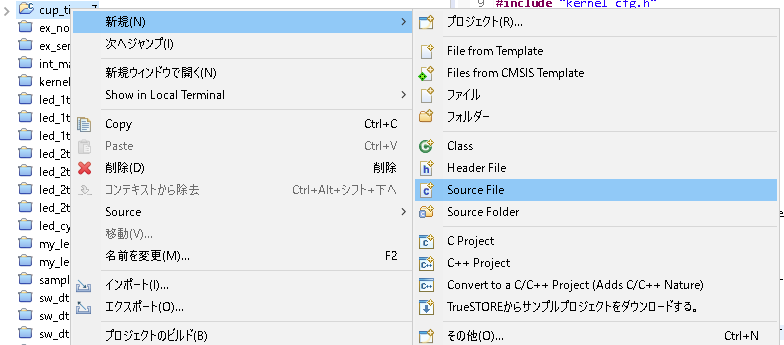 cup_ti
ex_no
ex_se
int_ma
kernel
led_1t
led_1t
led_1t
led_2t
led_2t
led_2t
led_2t
led_cy
my_le
my_le
sampl
sw_dt
sw_dt
sw_dt
新規(N)
次へジャンプ(I)
新規ウィンドウで開く(N)
Show in Local Terminal
Copy Ctrl+C
Paste Ctrl+V
削除(D) 削除
コンテキストから除去 Ctrl+Alt+シフト+下へ
Source
移動(V)...
名前を変更(M)... F2
インポート(I)...
エクスポート(O)...
プロジェクトのビルド(B)
9 #include "kernel_cfg.h"
プロジェクト(R)...
File from Template
Files from CMSIS Template
ファイル
フォルダー
Class
Header File
Source File
Source Folder
C Project
C++ Project
Convert to a C/C++ Project (Adds C/C++ Nature)
TrueSTOREからサンプルプロジェクトをダウンロードする。
その他(O)... Ctrl+N